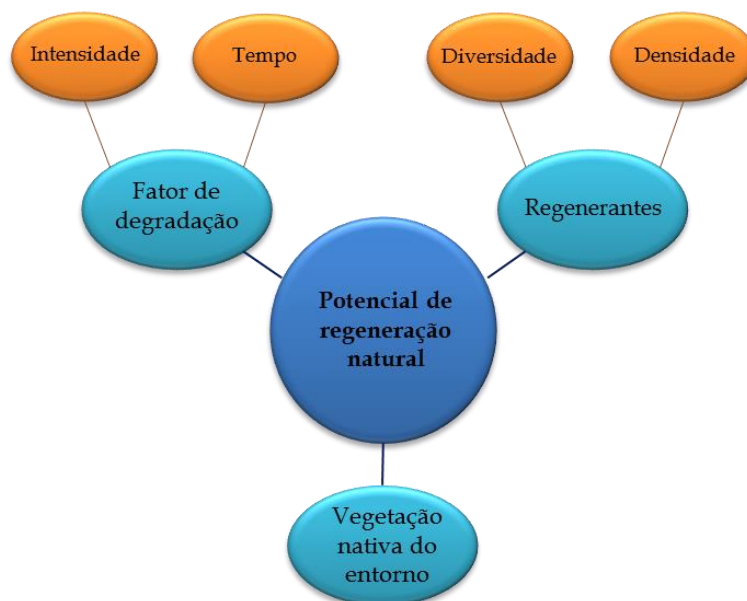 Intensidade
Tempo
Diversidade
Densidade
Fator de
degradação
Regenerantes
Potencial de
regeneração
natural
Vegetação
nativa do
entorno